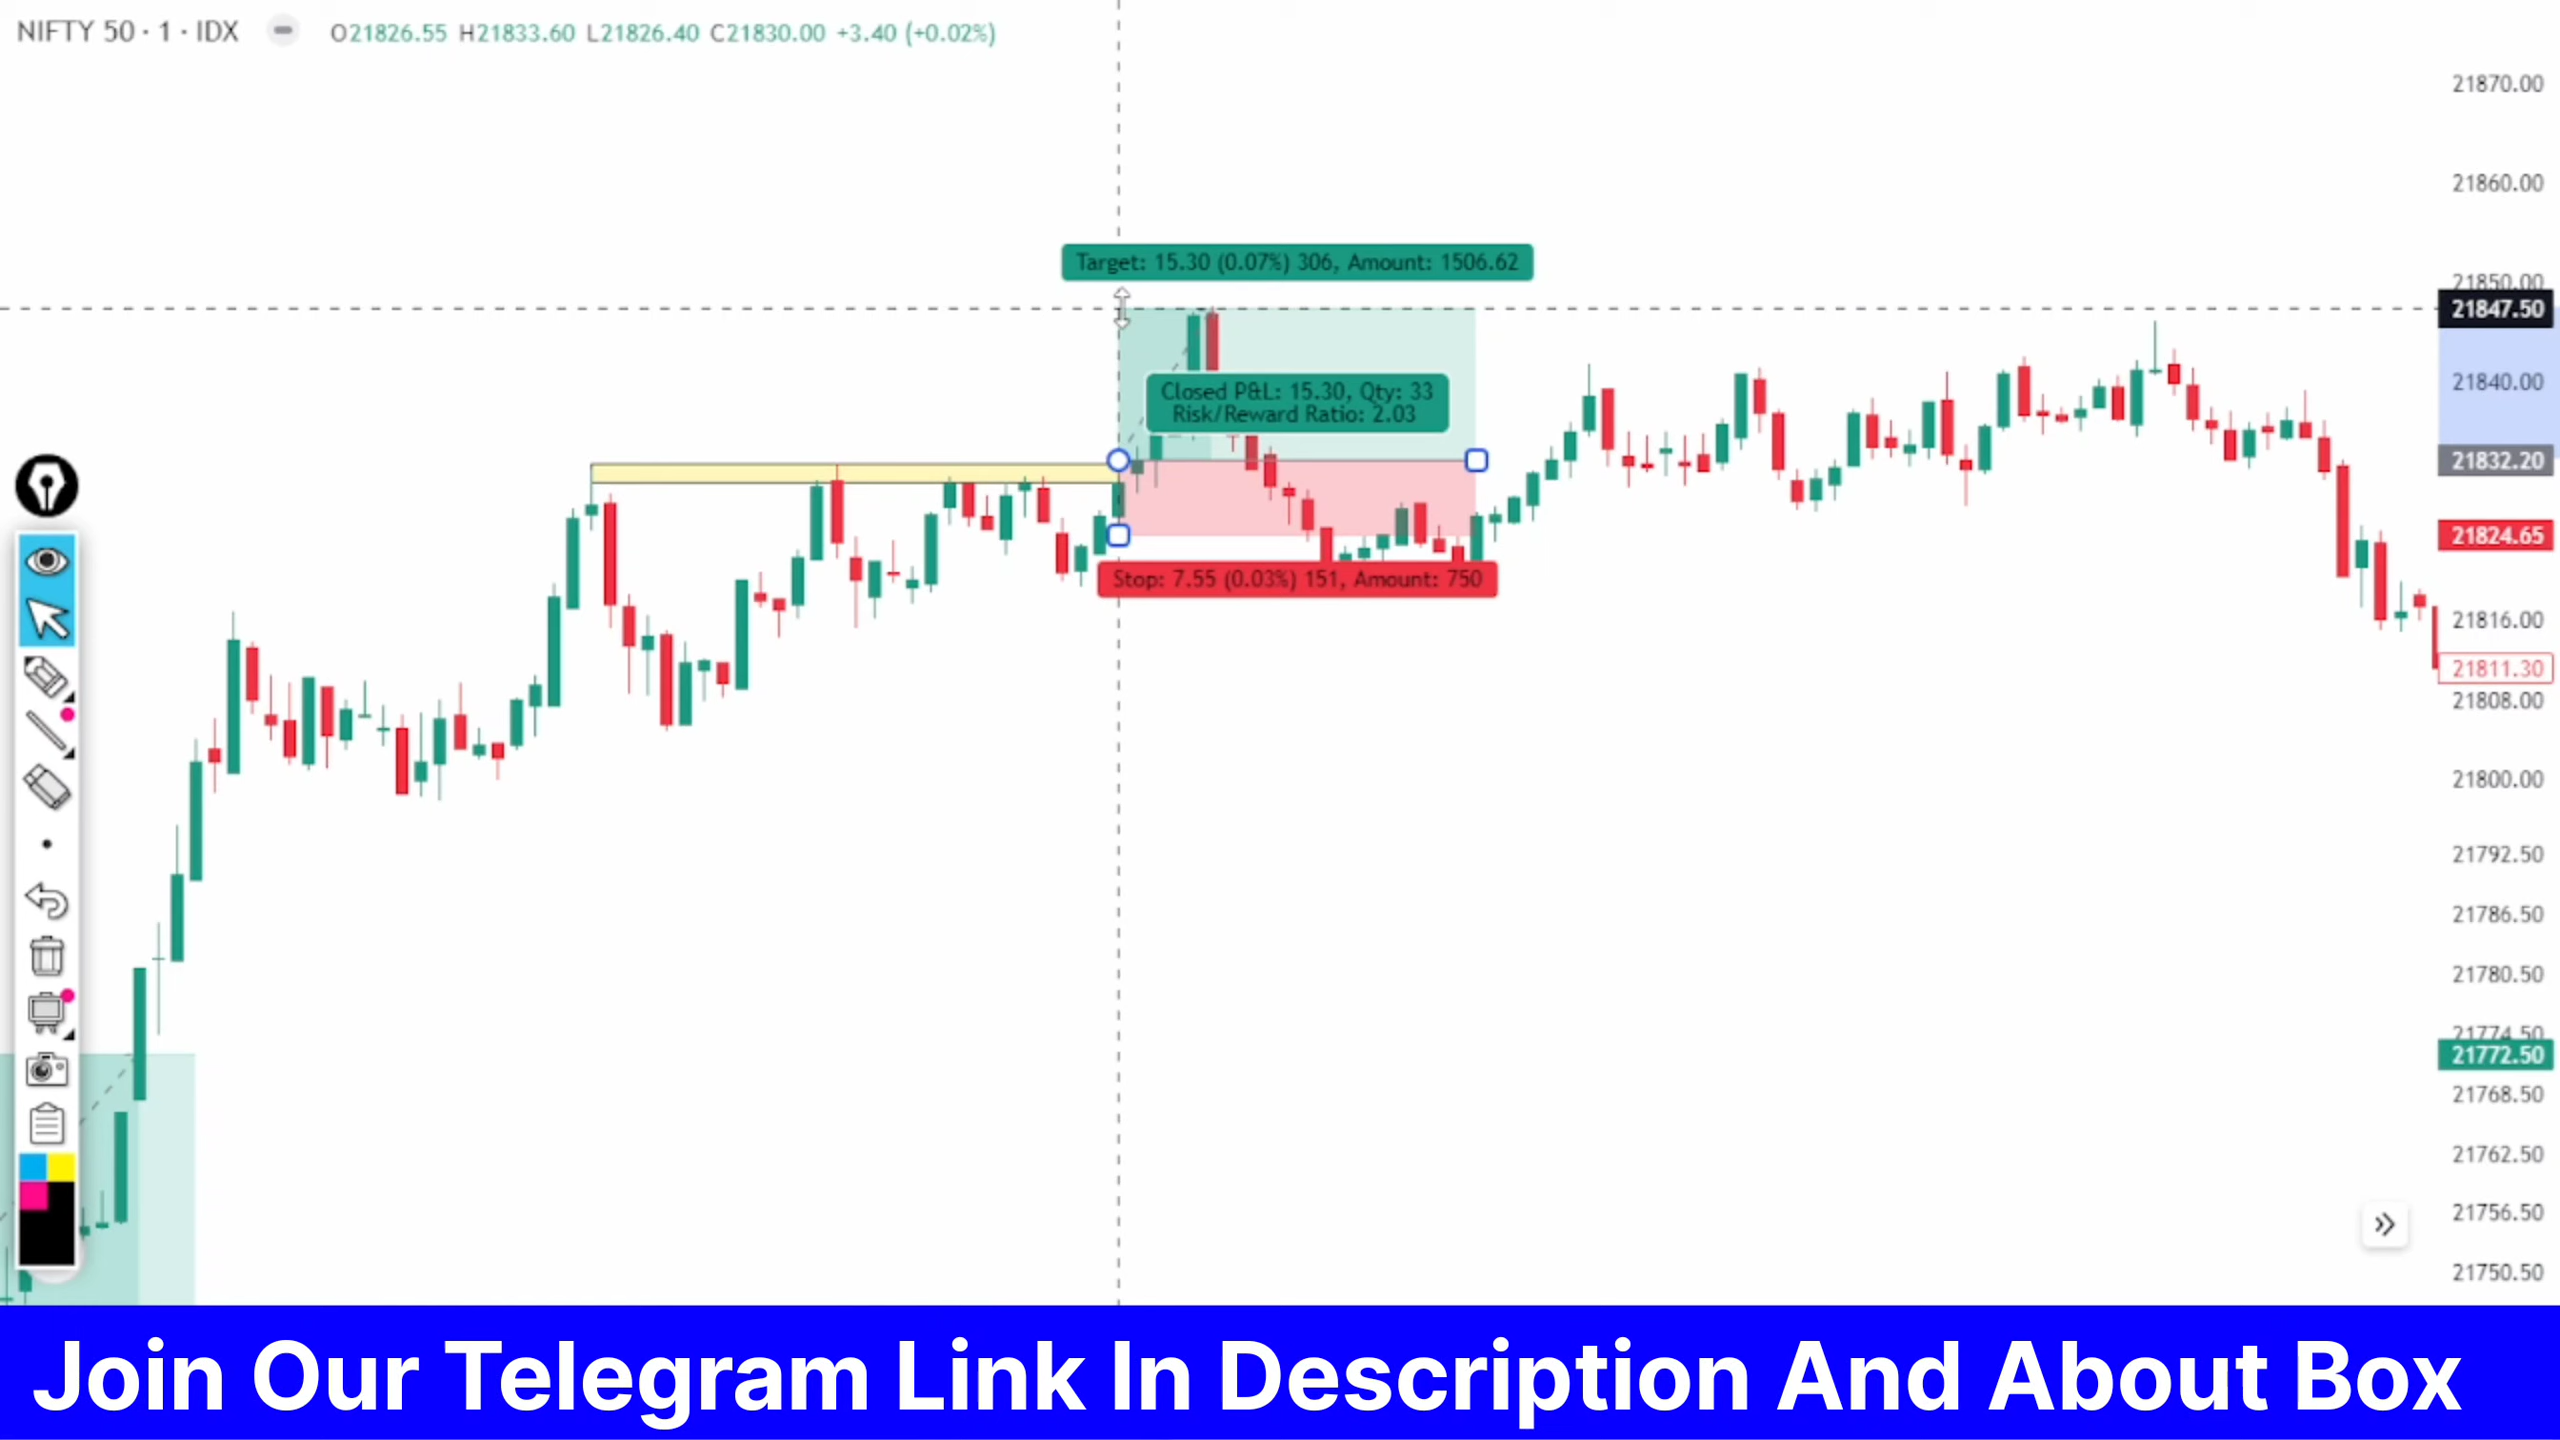 NIFTY 50 · 1 · IDX
O21826.55 H21833.60 L21826.40 C21830.00 +3.40 (+0.02%)
21870.00
21860.00
Target: 15.30 (0.07%) 306, Amount: 1506.62
21850.00
21847.50
Closed P&L: 15.30, Qty: 33
Risk/Reward Ratio: 2.03
21840.00
21832.20
21824.65
Stop: 7.55 (0.03%) 151, Amount: 750
21816.00
21811.30
21808.00
21800.00
21792.50
21786.50
21780.50
21774.50
21772.50
21768.50
21762.50
21756.50
21750.50
Join Our Telegram Link In Description And About Box